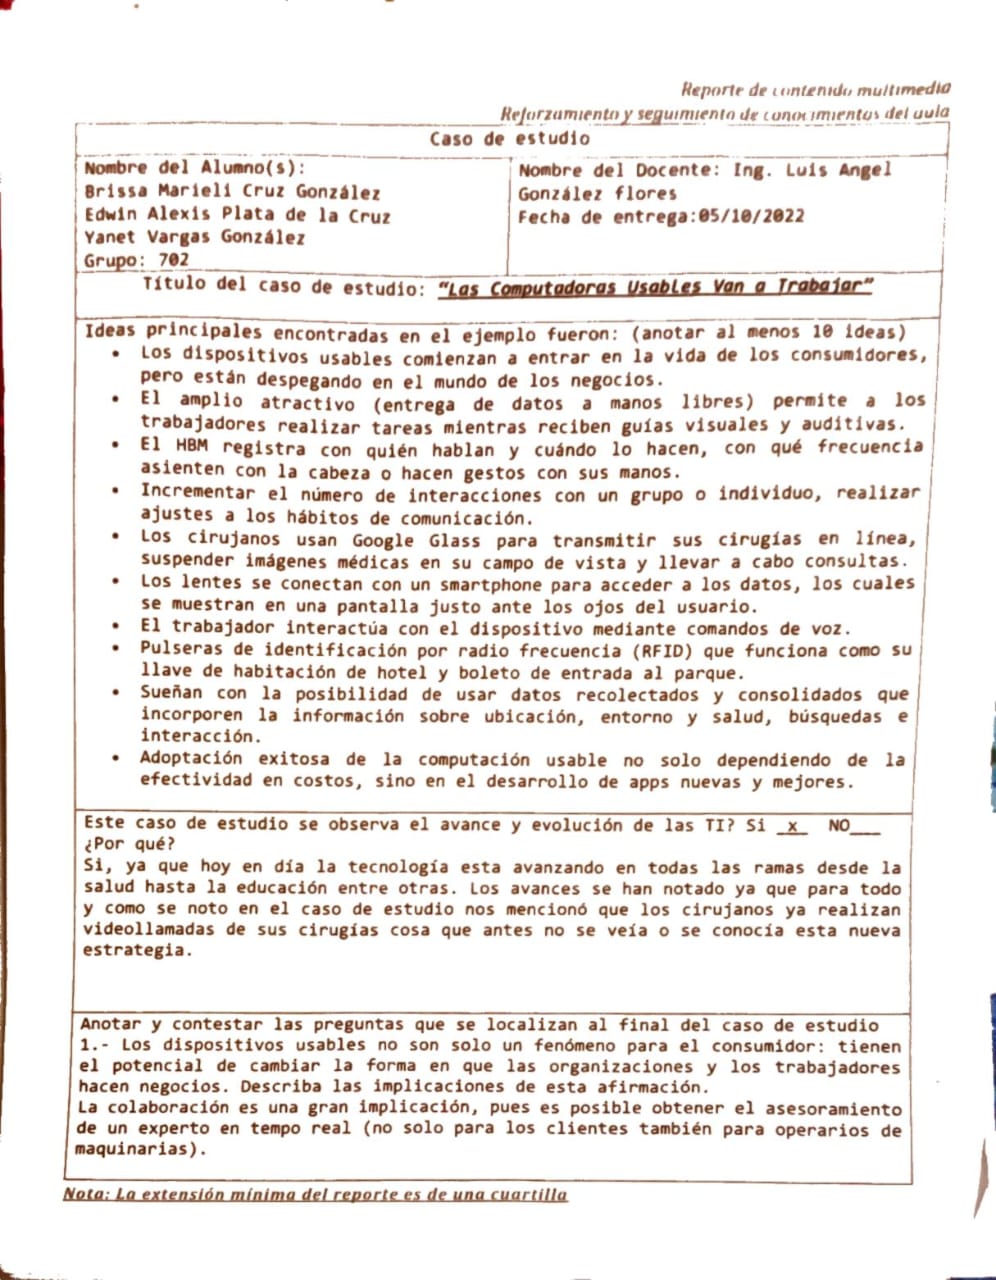 Reporte de contenido multimedia
Reforzamiento y seguimiento de conocimientos del aula
Caso de estudio
Nombre del Alumno(s):
Brissa Marieli Cruz González
Edwin Alexis Plata de la Cruz
Yanet Vargas González
Grupo: 702
Nombre del Docente: Ing. Luis Angel
González flores
Fecha de entrega:05/10/2022
Título del caso de estudio: “Las Computadoras Usables Van a Trabajar”
Ideas principales encontradas en el ejemplo fueron: (anotar al menos 10 ideas)
• Los dispositivos usables comienzan a entrar en la vida de los consumidores,
pero están despegando en el mundo de los negocios.
• El amplio atractivo (entrega de datos a manos libres) permite a los
trabajadores realizar tareas mientras reciben guías visuales y auditivas.
• El HBM registra con quién hablan y cuándo lo hacen, con qué frecuencia
asienten con la cabeza o hacen gestos con sus manos.
• Incrementar el número de interacciones con un grupo o individuo, realizar
ajustes a los hábitos de comunicación.
• Los cirujanos usan Google Glass para transmitir sus cirugías en línea,
suspender imágenes médicas en su campo de vista y llevar a cabo consultas.
• Los lentes se conectan con un smartphone para acceder a los datos, los cuales
se muestran en una pantalla justo ante los ojos del usuario.
• El trabajador interactúa con el dispositivo mediante comandos de voz.
• Pulseras de identificación por radio frecuencia (RFID) que funciona como su
llave de habitación de hotel y boleto de entrada al parque.
• Sueñan con la posibilidad de usar datos recolectados y consolidados que
incorporen la información sobre ubicación, entorno y salud, búsquedas e
interacción.
• Adoptación exitosa de la computación usable no solo dependiendo de la
efectividad en costos, sino en el desarrollo de apps nuevas y mejores.
Este caso de estudio se observa el avance y evolución de las TI? Si _x_ NO___
¿Por qué?
Si, ya que hoy en día la tecnología esta avanzando en todas las ramas desde la
salud hasta la educación entre otras. Los avances se han notado ya que para todo
y como se noto en el caso de estudio nos mencionó que los cirujanos ya realizan
videollamadas de sus cirugías cosa que antes no se veía o se conocía esta nueva
estrategia.
Anotar y contestar las preguntas que se localizan al final del caso de estudio
1.- Los dispositivos usables no son solo un fenómeno para el consumidor: tienen
el potencial de cambiar la forma en que las organizaciones y los trabajadores
hacen negocios. Describa las implicaciones de esta afirmación.
La colaboración es una gran implicación, pues es posible obtener el asesoramiento
de un experto en tempo real (no solo para los clientes también para operarios de
maquinarias).
Nota: La extensión mínima del reporte es de una cuartilla